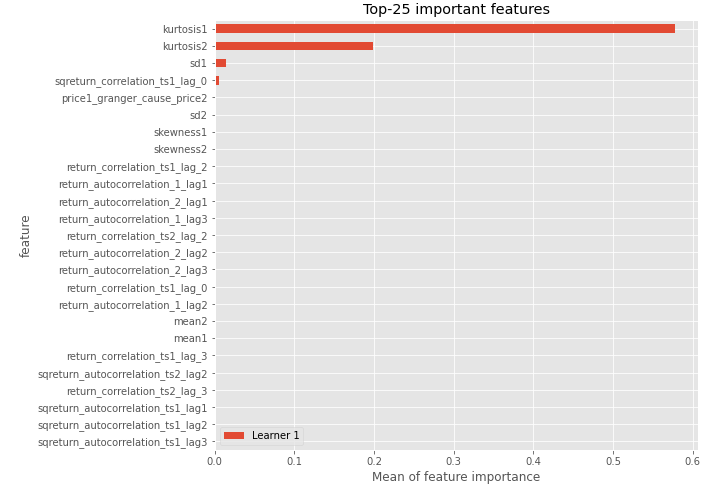 Top-25 important features
kurtosis1
kurtosis2
sd1
sqreturn_correlation_ts1_lag_0
price1_granger_cause_price2
sd2
skewness1
skewness2
return_correlation_ts1_lag_2
return_autocorrelation_1_lag1
return_autocorrelation_2_lag1
return_autocorrelation_1_lag3
return_correlation_ts2_lag_2
return_autocorrelation_2_lag2
return_autocorrelation_2_lag3
return_correlation_ts1_lag_0
return_autocorrelation_1_lag2
mean2
mean1
return_correlation_ts1_lag_3
sqreturn_autocorrelation_ts2_lag2
return_correlation_ts2_lag_3
sqreturn_autocorrelation_ts1_lag1
sqreturn_autocorrelation_ts1_lag2
sqreturn_autocorrelation_ts1_lag3
feature
Learner 1
0.0 0.1 0.2 0.3 0.4 0.5 0.6
Mean of feature importance